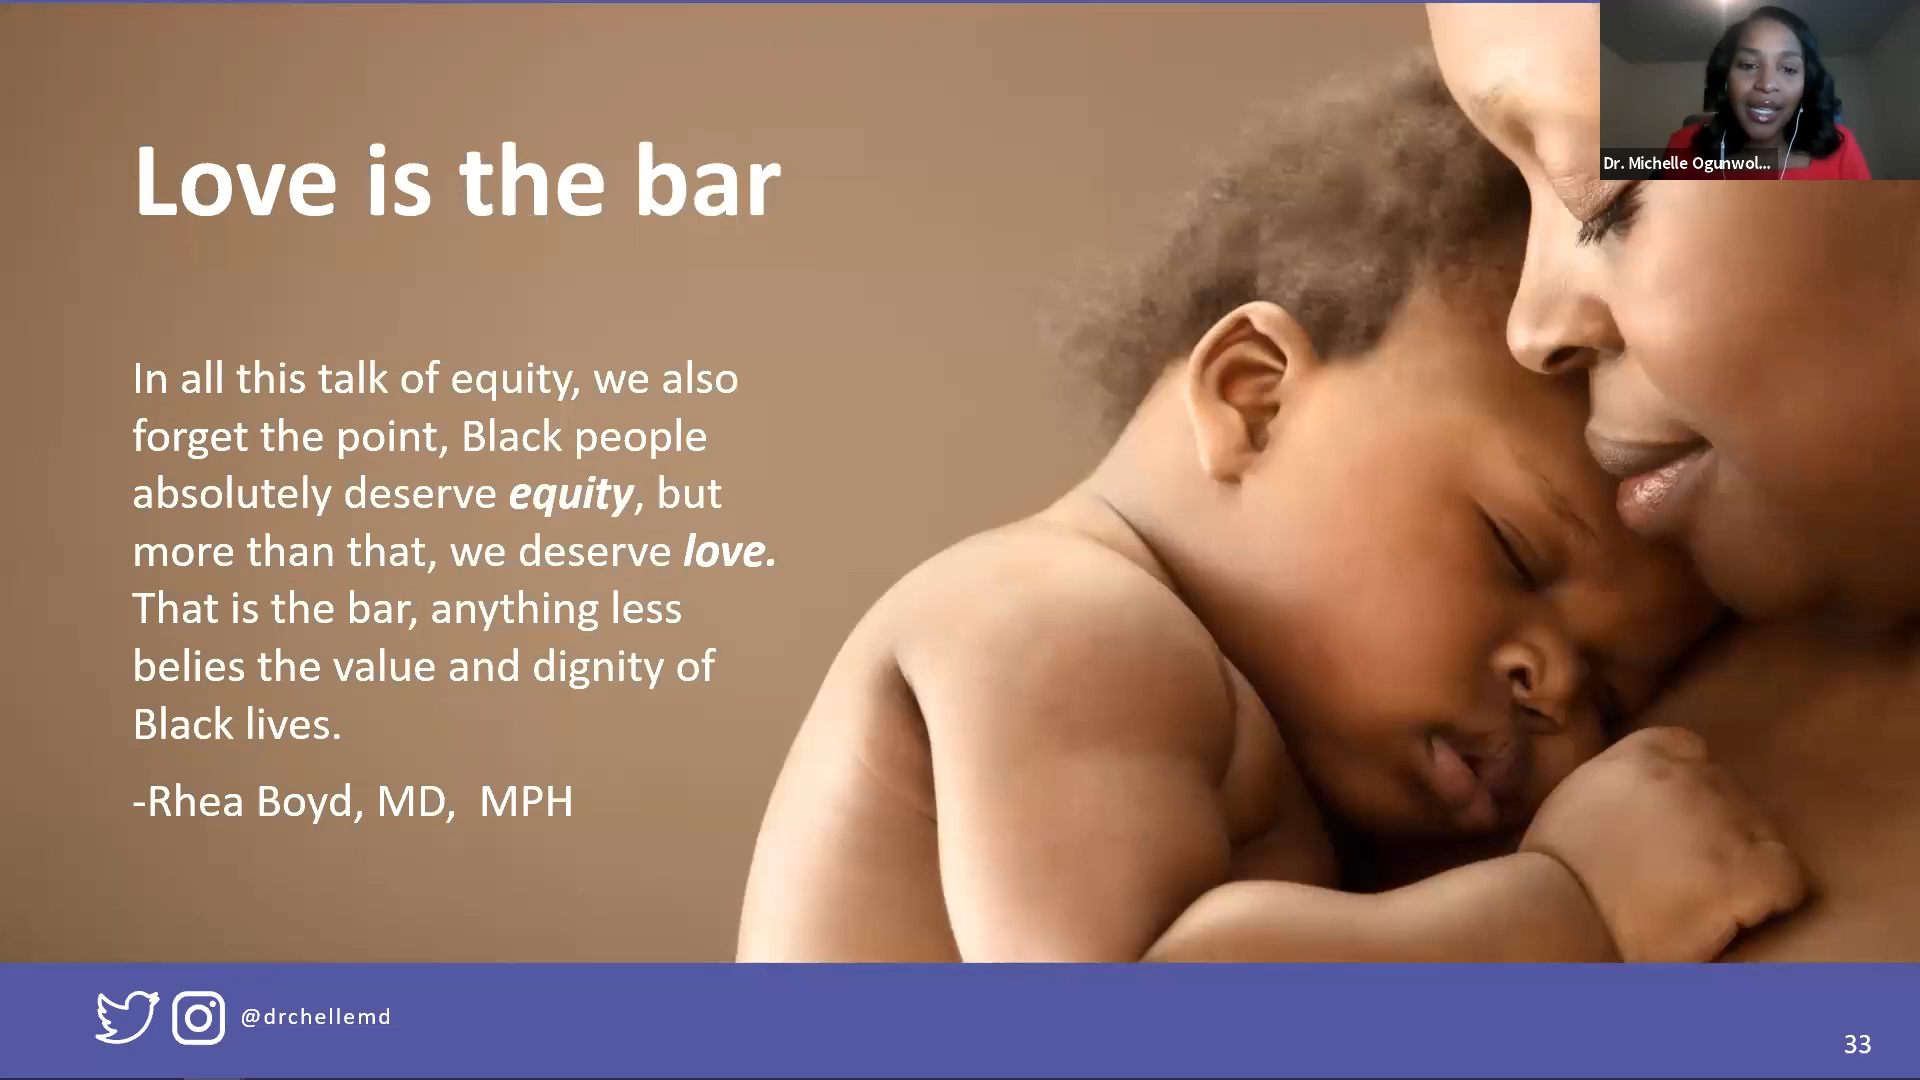 Love is the bar
Dr. Michelle Ogunwol...
In all this talk of equity, we also
forget the point, Black people
absolutely deserve equity, but
more than that, we deserve love.
That is the bar, anything less
belies the value and dignity of
Black lives.
-Rhea Boyd, MD,  MPH
@drchellemd
33